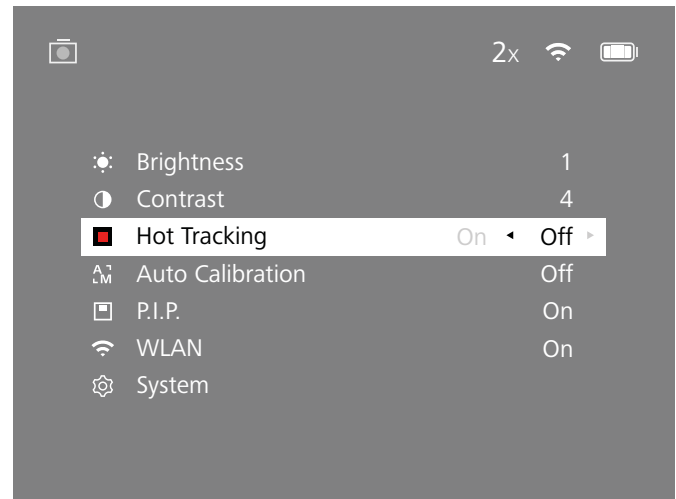 2x
Brightness 1
Contrast 4
Hot Tracking On Off
A M Auto Calibration Off
P.I.P. On
WLAN On
System